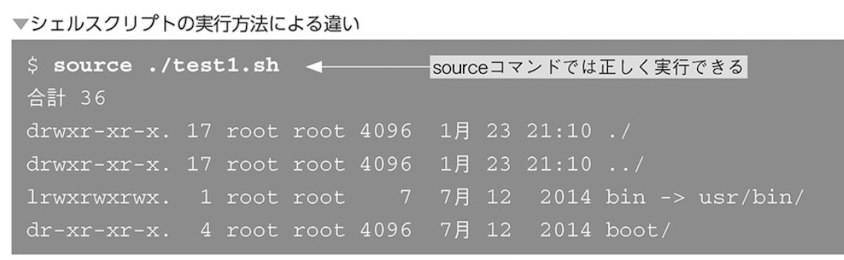 ▼シェルスクリプトの実行方法による違い
$ source ./test1.sh
sourceコマンドでは正しく実行できる
合計 36
drwxr-xr-x. 17 root root 4096 1月 23 21:10 ./
drwxr-xr-x. 17 root root 4096 1月 23 21:10 ../
lrwxrwxrwx. 1 root root 7 7月 12 2014 bin -> usr/bin/
dr-xr-xr-x. 4 root root 4096 7月 12 2014 boot/